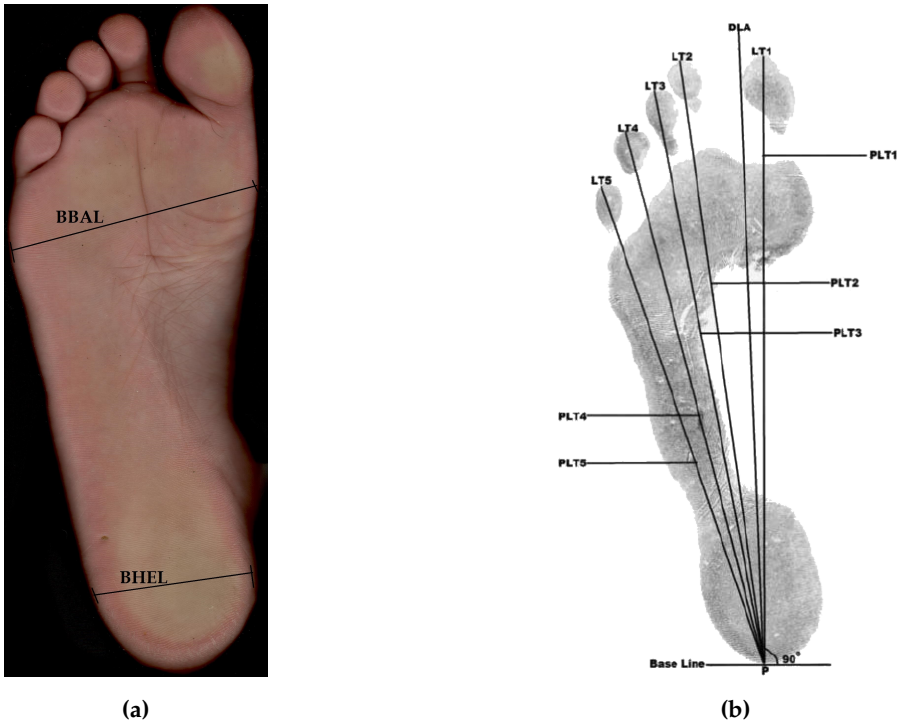 BBAL
BHEL
(a)
DLA
LT1
LT2
LT3
LT4
LT5
PLT1
PLT2
PLT3
PLT4
PLT5
Base Line
90°
P
(b)